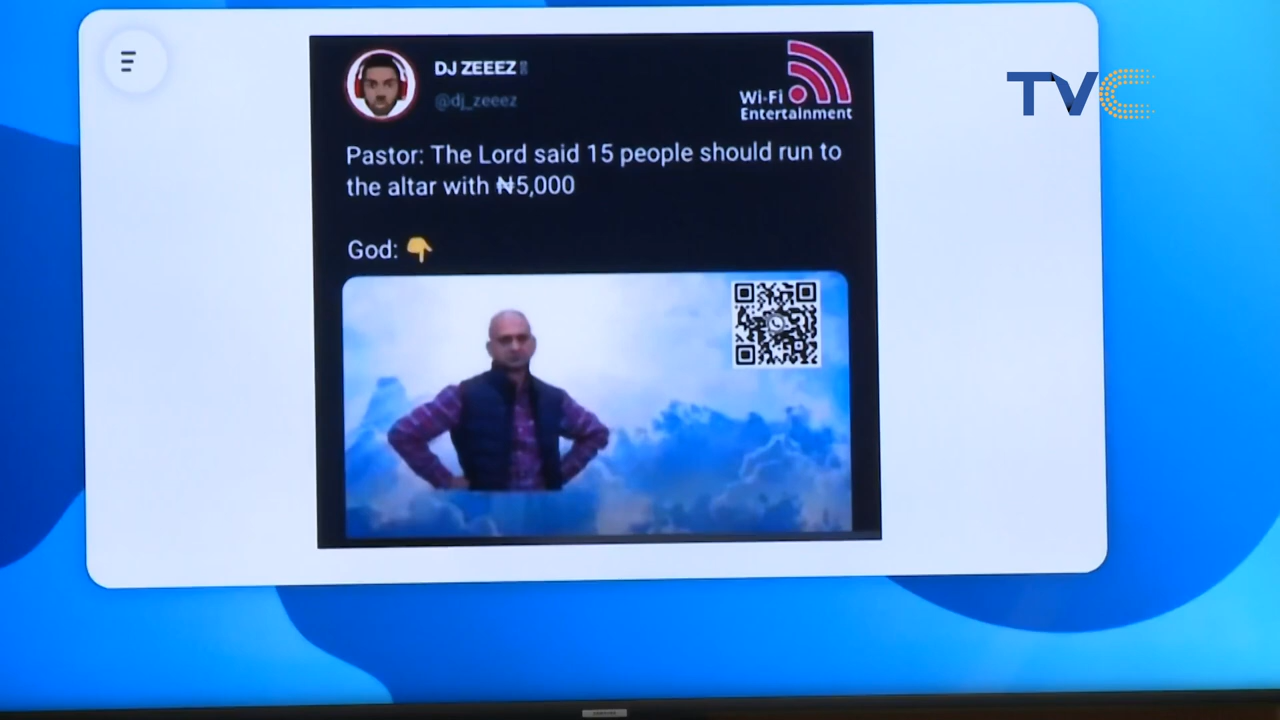 DJ ZEEEZ
@dj_zeeez
Wi-Fi
Entertainment
TVC
Pastor: The Lord said 15 people should run to
the altar with ₦5,000
God: 👇